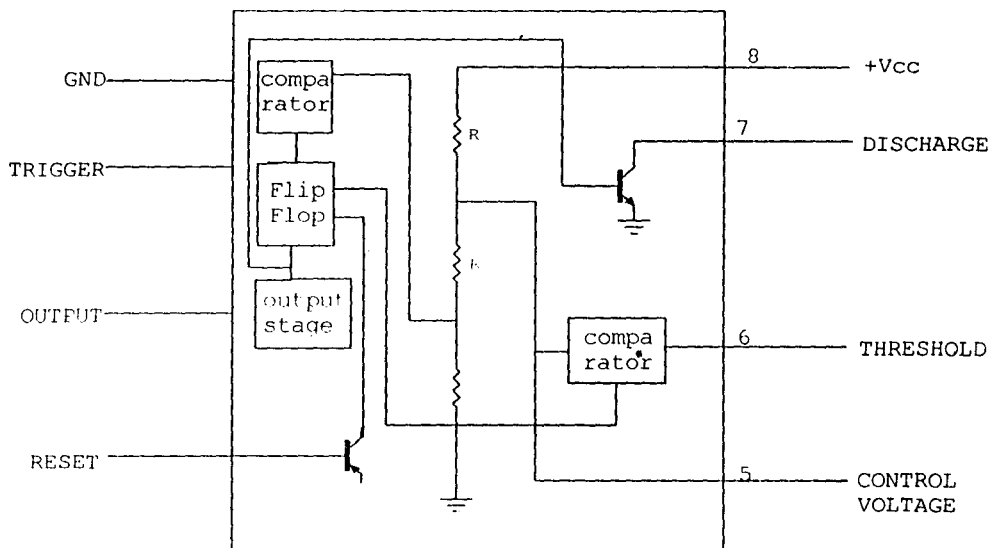 GND
TRIGGER
OUTPUT
RESET
compa
rator
Flip
Flop
output
stage
R
R
compa
rator
8
+Vcc
7
DISCHARGE
6
THRESHOLD
5
CONTROL
VOLTAGE